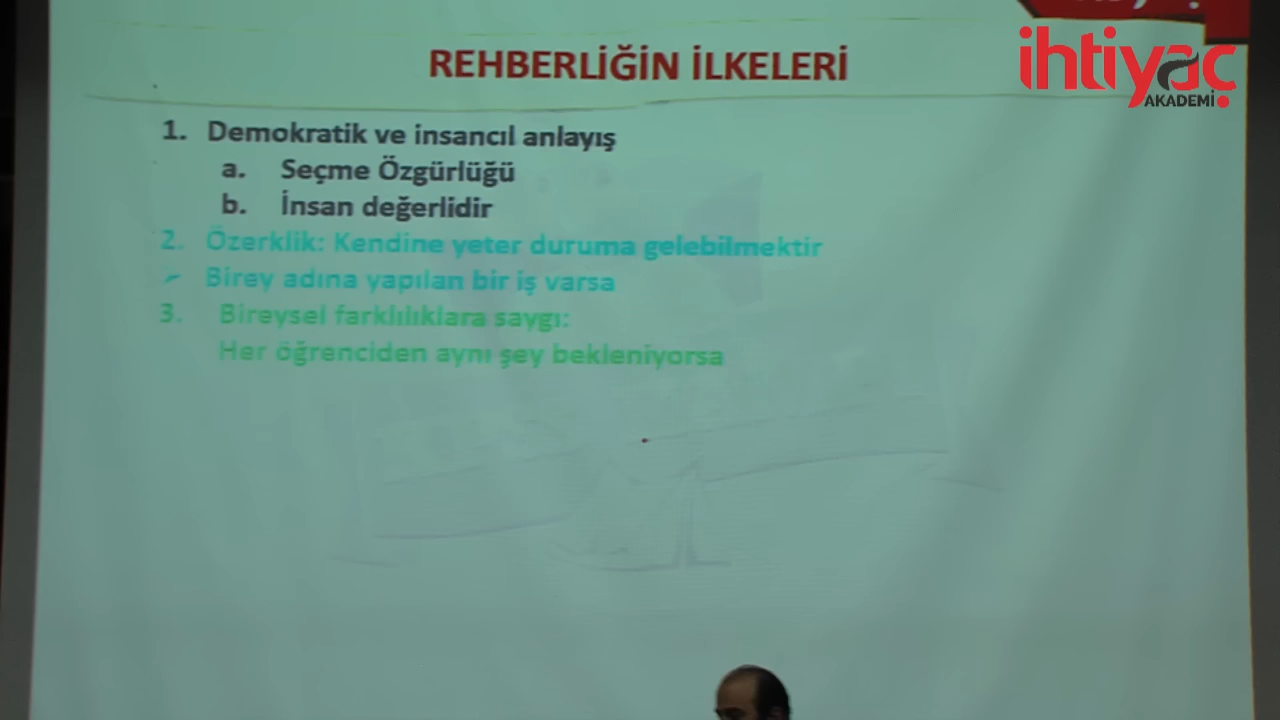 REHBERLİĞİN İLKELERİ
ihtiyaç
AKADEMİ
1. Demokratik ve insancıl anlayış
a. Seçme Özgürlüğü
b. İnsan değerlidir
2. Özerklik: Kendine yeter duruma gelebilmektir
➢ Birey adına yapılan bir iş varsa
3. Bireysel farklılıklara saygı:
Her öğrenciden aynı şey bekleniyorsa